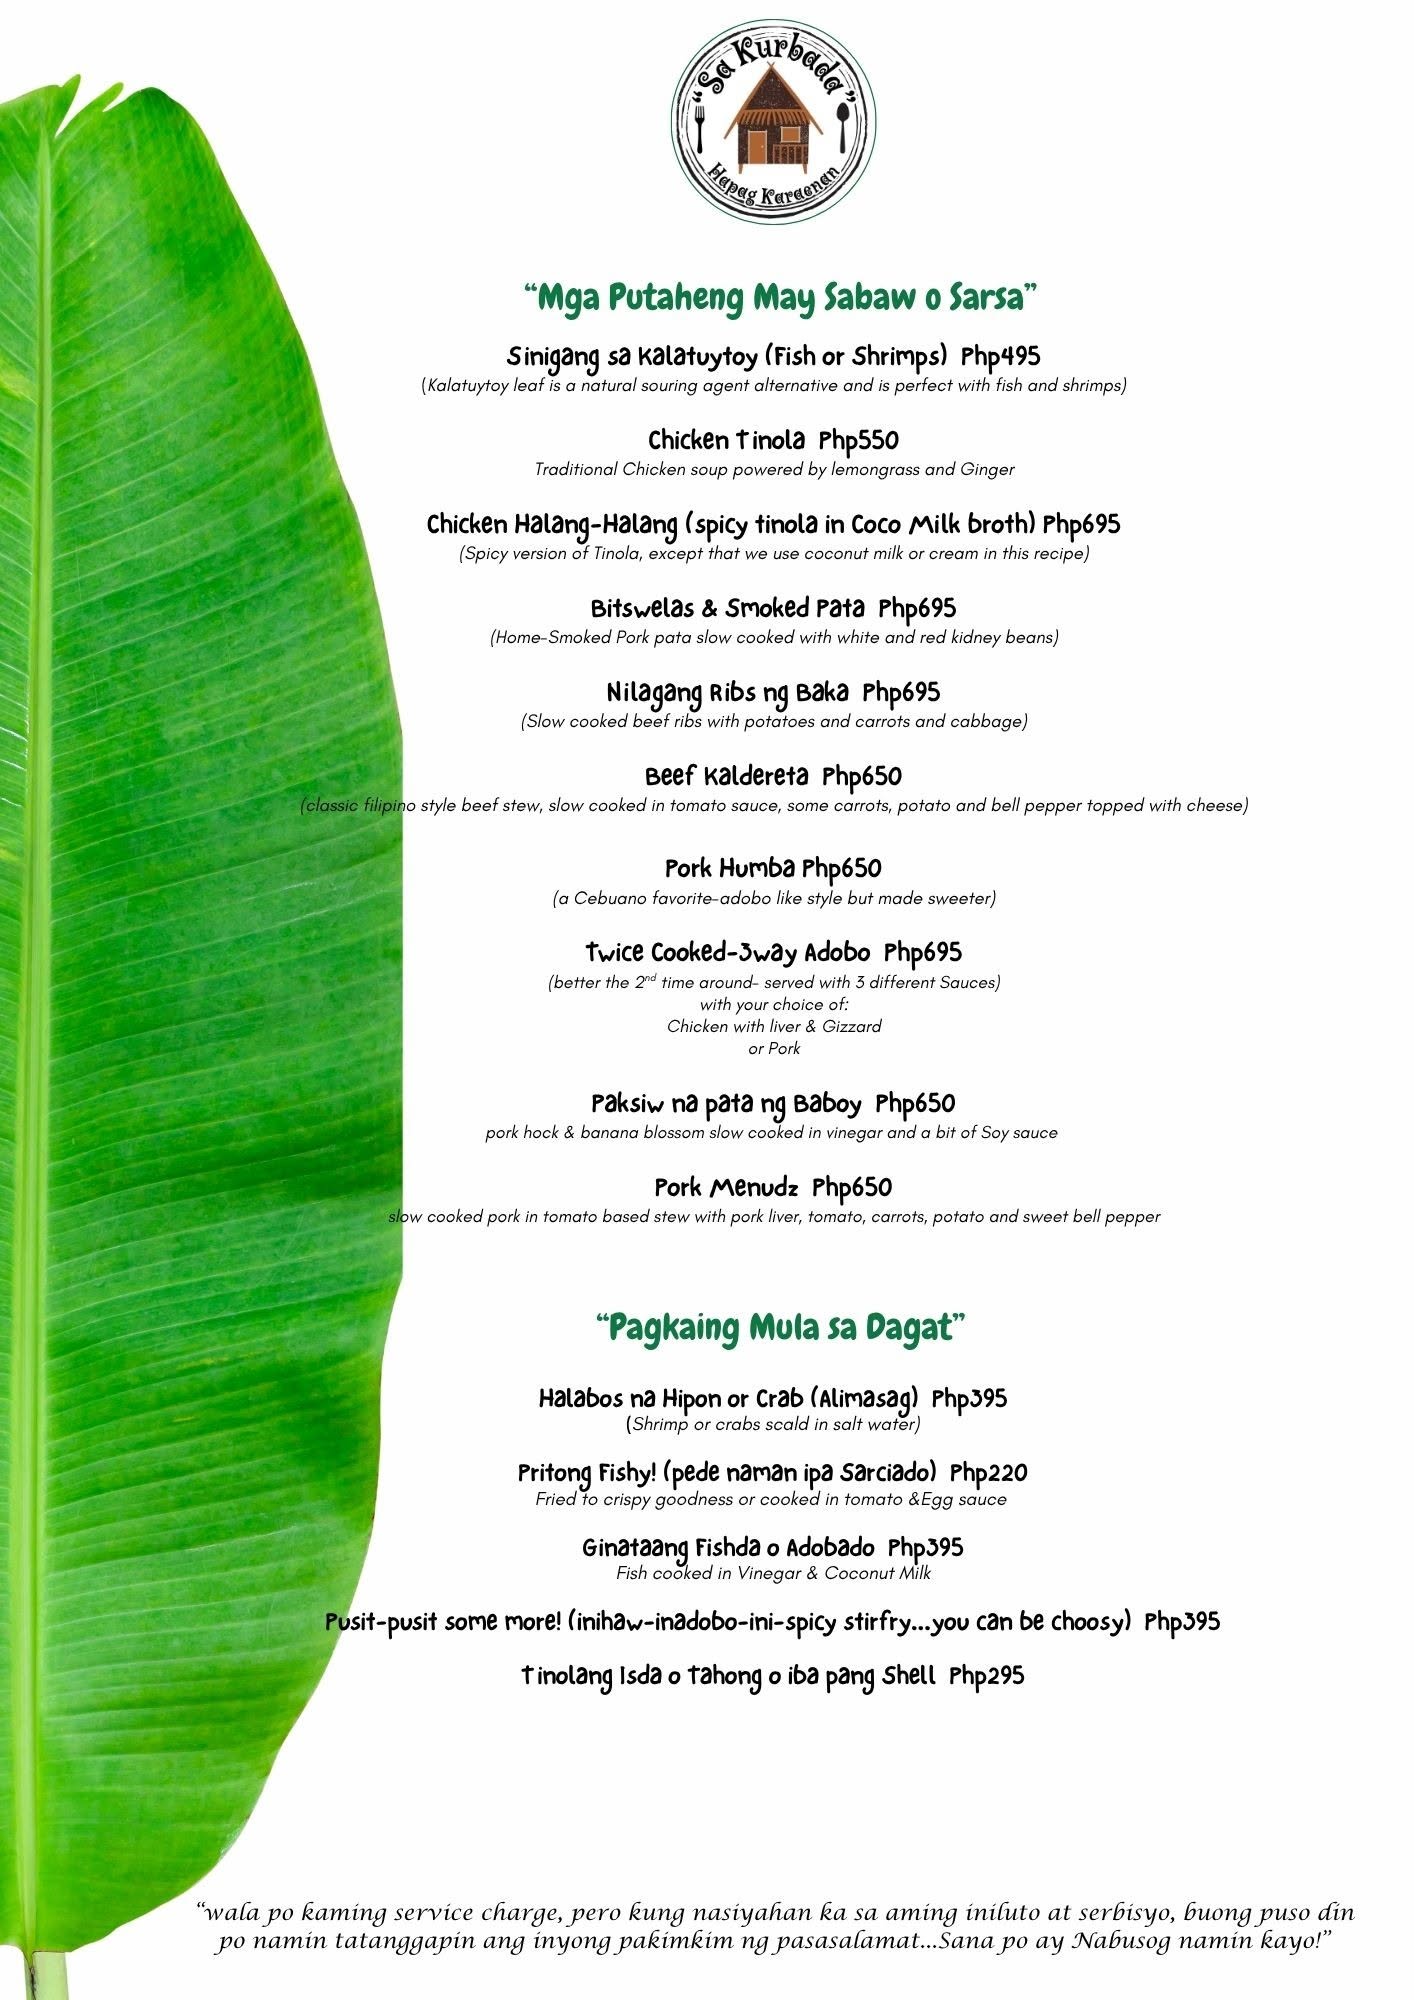 "Sa Kurbada"
Hapag Karaenan
"Mga Putaheng May Sabaw o Sarsa"
Sinigang sa Kalatuytoy (Fish or Shrimps) Php495
(Kalatuytoy leaf is a natural souring agent alternative and is perfect with fish and shrimps)
Chicken Tinola Php550
Traditional Chicken soup powered by lemongrass and Ginger
Chicken Halang-Halang (spicy tinola in Coco Milk broth) Php695
(Spicy version of Tinola, except that we use coconut milk or cream in this recipe)
Bitswelas & Smoked Pata Php695
(Home-Smoked Pork pata slow cooked with white and red kidney beans)
Nilagang Ribs ng Baka Php695
(Slow cooked beef ribs with potatoes and carrots and cabbage)
Beef Kaldereta Php650
(classic filipino style beef stew, slow cooked in tomato sauce, some carrots, potato and bell pepper topped with cheese)
Pork Humba Php650
(a Cebuano favorite-adobo like style but made sweeter)
Twice Cooked-3way Adobo Php695
(better the 2nd time around- served with 3 different Sauces)
with your choice of:
Chicken with liver & Gizzard
or Pork
Paksiw na pata ng Baboy Php650
pork hock & banana blossom slow cooked in vinegar and a bit of Soy sauce
Pork Menudz Php650
slow cooked pork in tomato based stew with pork liver, tomato, carrots, potato and sweet bell pepper
"Pagkaing Mula sa Dagat"
Halabos na Hipon or Crab (Alimasag) Php395
(Shrimp or crabs scald in salt water)
Pritong Fishy! (pede naman ipa Sarciado) Php220
Fried to crispy goodness or cooked in tomato &Egg sauce
Ginataang Fishda o Adobado Php395
Fish cooked in Vinegar & Coconut Milk
Pusit-pusit some more! (inihaw-inadobo-ini-spicy stirfry...you can be choosy) Php395
Tinolang Isda o Tahong o iba pang Shell Php295
"wala po kaming service charge, pero kung nasiyahan ka sa aming iniluto at serbisyo, buong puso din
po namin tatanggapin ang inyong pakimkim ng pasasalamat...Sana po ay Nabusog namin kayo!"